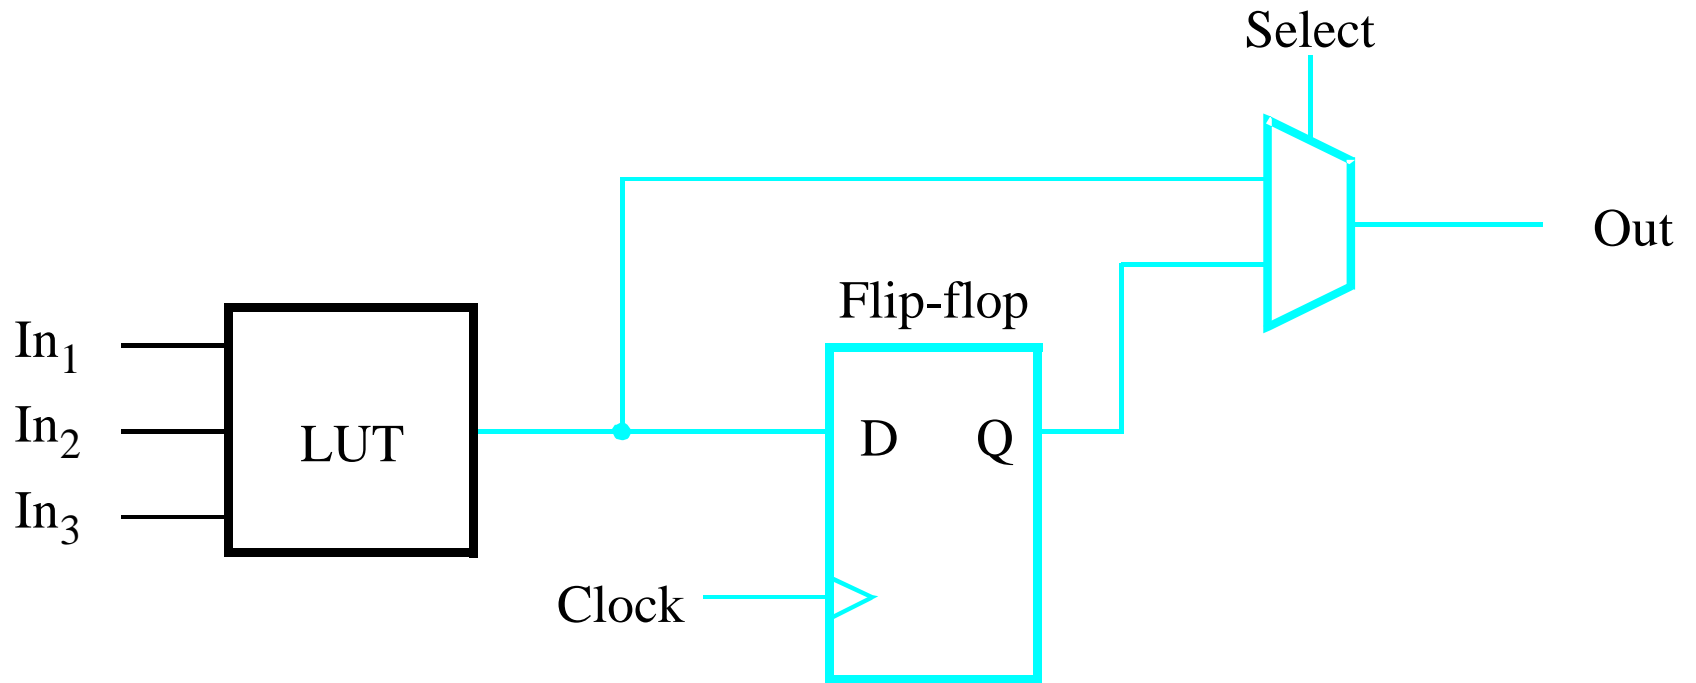 Select
Out
Flip-flop
In₁
In₂
LUT
D Q
In₃
Clock